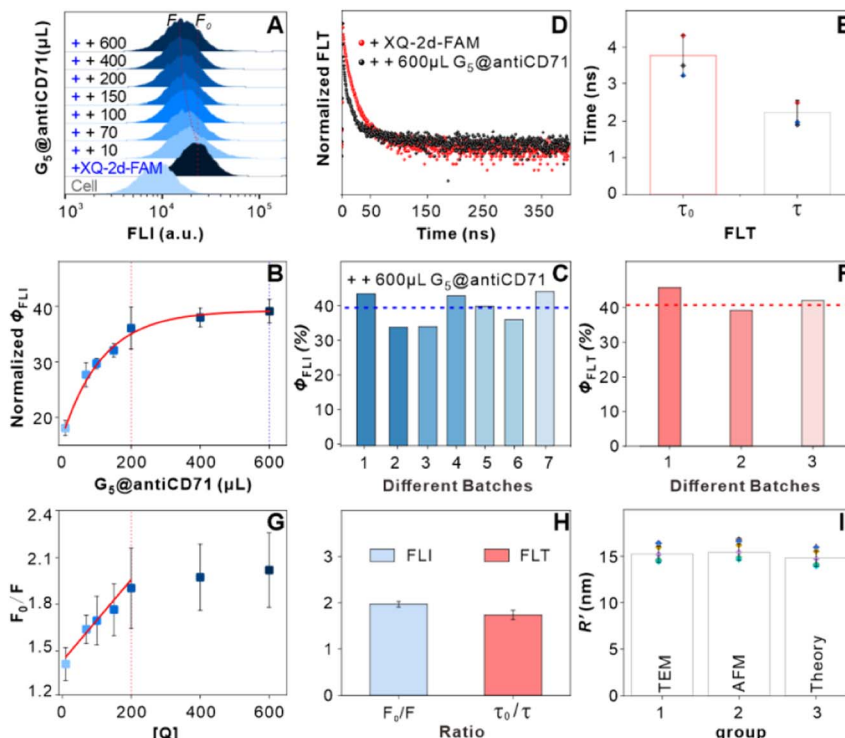 A
F F₀
G₅@antiCD71(µL)
+ + 600
+ + 400
+ + 200
+ + 150
+ + 100
+ + 70
+ + 10
+XQ-2d-FAM
Cell
10³ 10⁴ 10⁵
FLI (a.u.)
D
+ XQ-2d-FAM
+ + 600µL G₅@antiCD71
Normalized FLT
0 50 150 250 350
Time (ns)
E
Time (ns)
4
3
2
1
0
τ₀ τ
FLT
B
Normalized Φ_FLI
40
30
20
0 200 400 600
G₅@antiCD71 (µL)
C
+ + 600µL G₅@antiCD71
Φ_FLI (%)
40
30
20
10
0
1 2 3 4 5 6 7
Different Batches
F
Φ_FLT (%)
40
30
20
10
0
1 2 3
Different Batches
G
F₀/F
2.4
2.1
1.8
1.5
1.2
0 200 400 600
[Q]
H
FLI FLT
3
2
1
0
F₀/F τ₀/τ
Ratio
I
R' (nm)
20
15
10
5
0
TEM AFM Theory
1 2 3
group